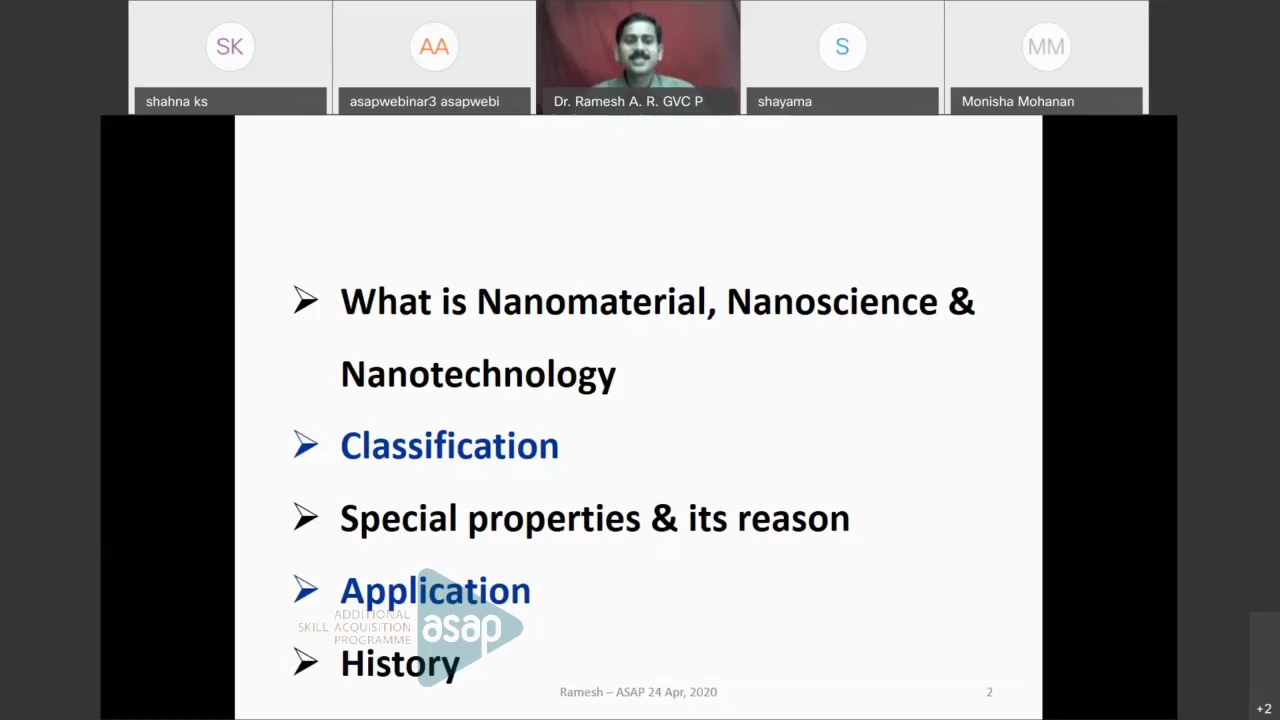 SK
AA
S
MM
shahna ks
asapwebinar3 asapwebi
Dr. Ramesh A. R. GVC P
shayama
Monisha Mohanan
What is Nanomaterial, Nanoscience &
Nanotechnology
Classification
Special properties & its reason
Application
ADDITIONAL
SKILL ACQUISITION
PROGRAMME
asap
History
Ramesh – ASAP 24 Apr, 2020
2
+2